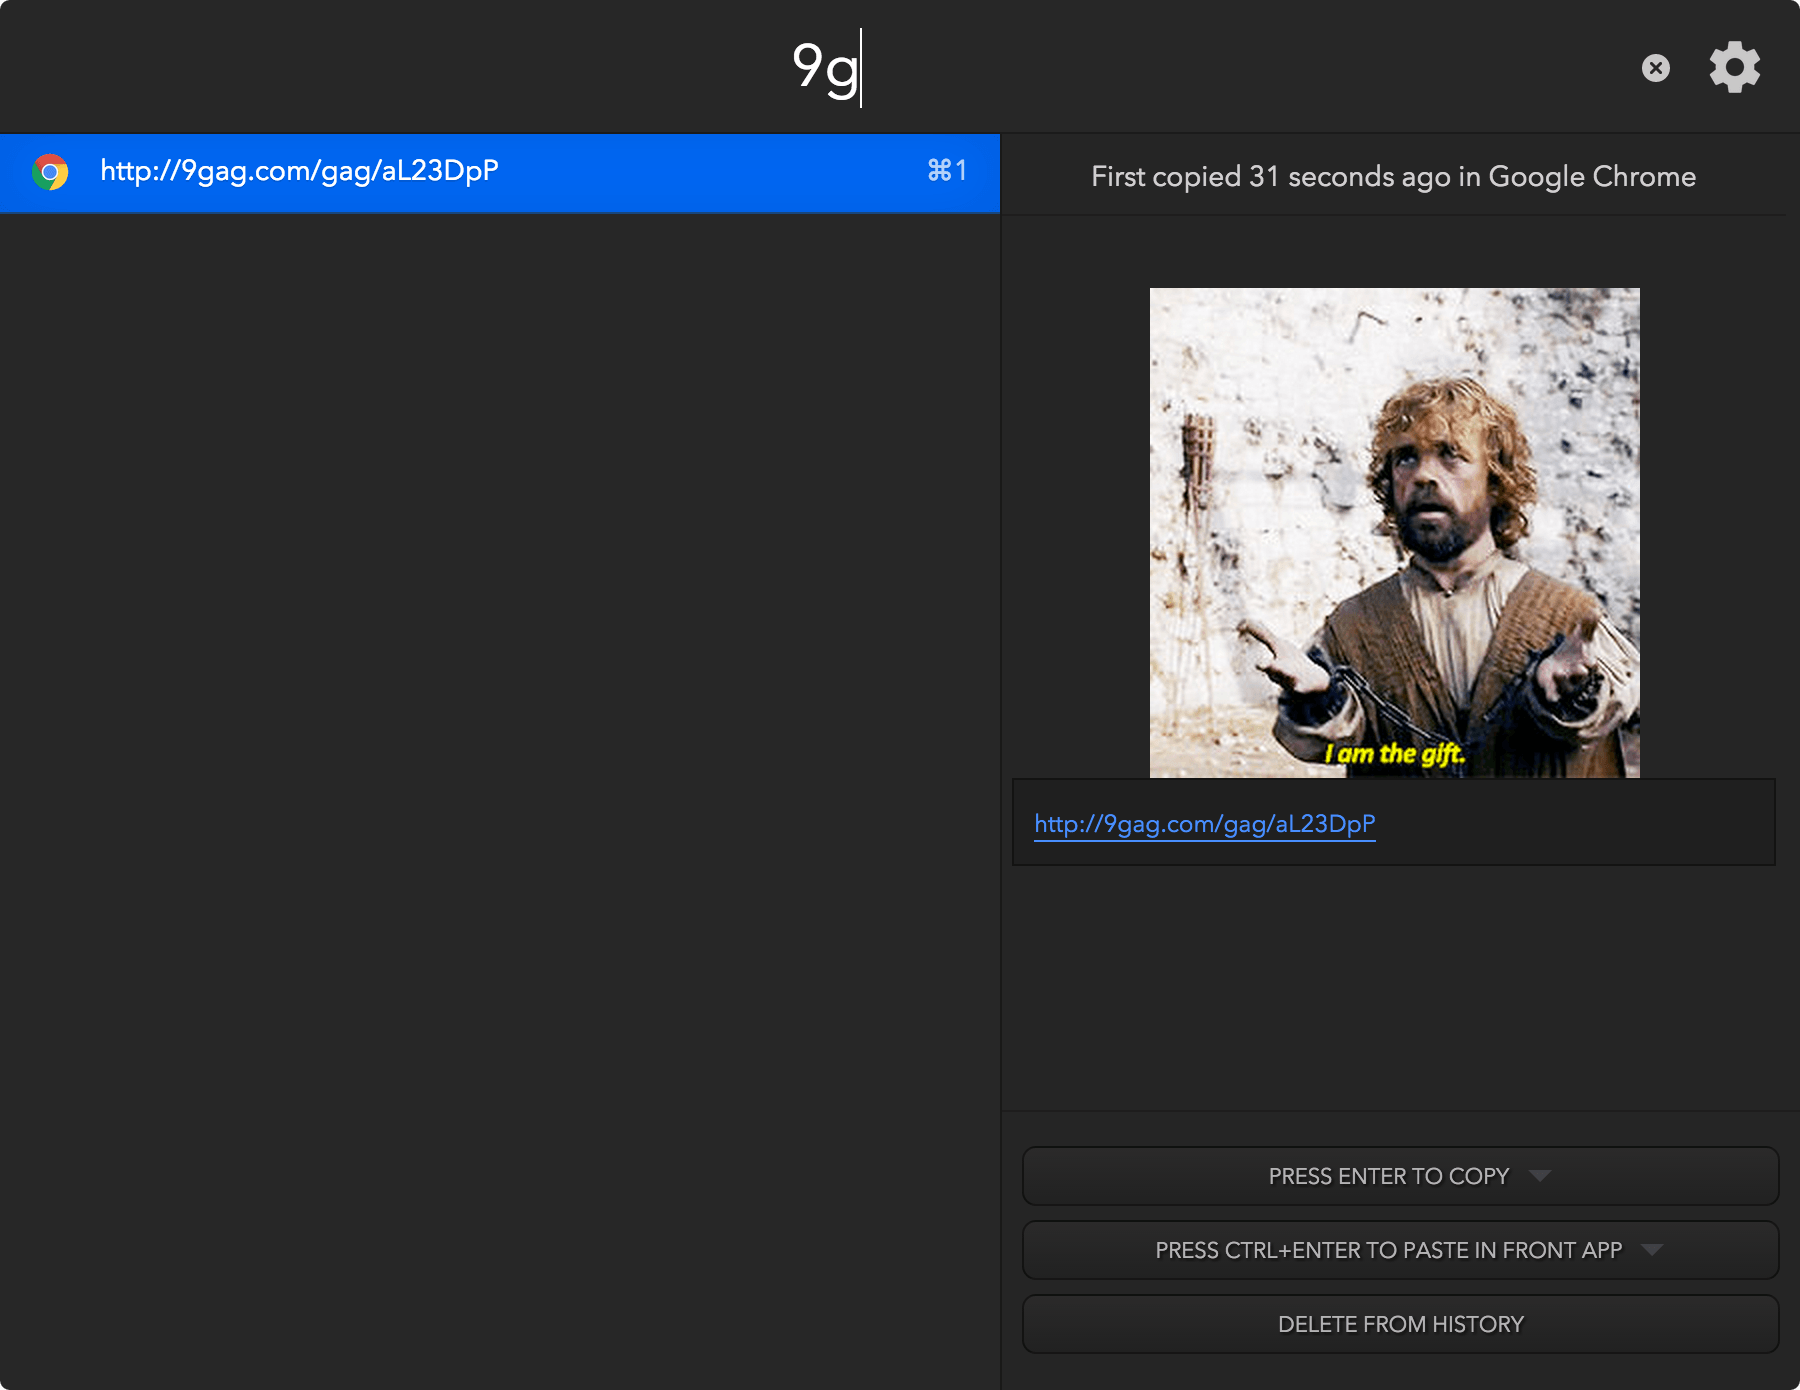 9g
http://9gag.com/gag/aL23DpP ⌘1
First copied 31 seconds ago in Google Chrome
I am the gift.
http://9gag.com/gag/aL23DpP
PRESS ENTER TO COPY
PRESS CTRL+ENTER TO PASTE IN FRONT APP
DELETE FROM HISTORY